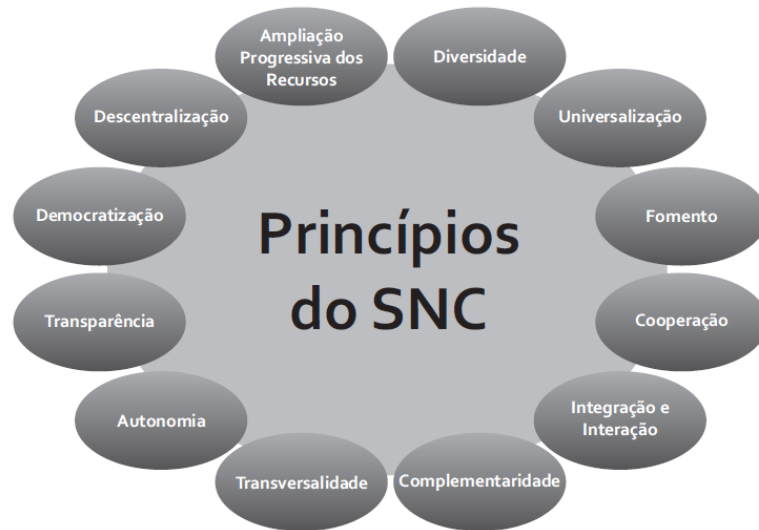 Princípios
do SNC
Ampliação
Progressiva dos
Recursos
Diversidade
Universalização
Fomento
Cooperação
Integração e
Interação
Complementaridade
Transversalidade
Autonomia
Transparência
Democratização
Descentralização